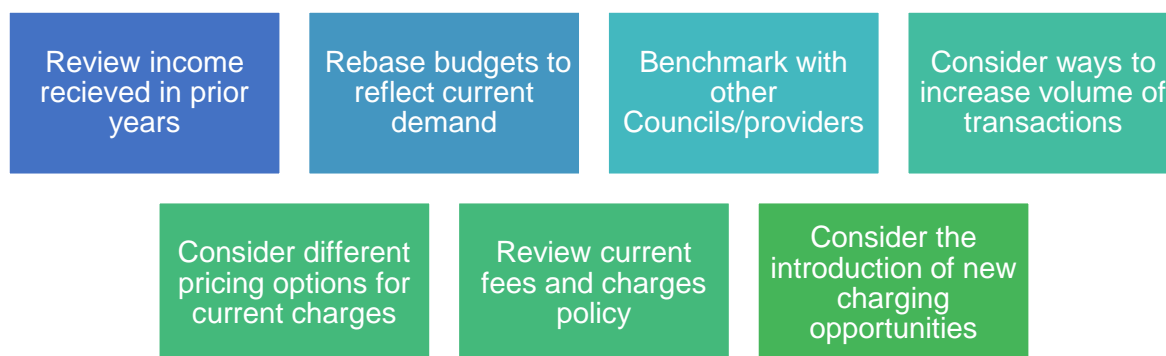 Review income
recieved in prior
years
Rebase budgets to
reflect current
demand
Benchmark with
other
Councils/providers
Consider ways to
increase volume of
transactions
Consider different
pricing options for
current charges
Review current
fees and charges
policy
Consider the
introduction of new
charging
opportunities